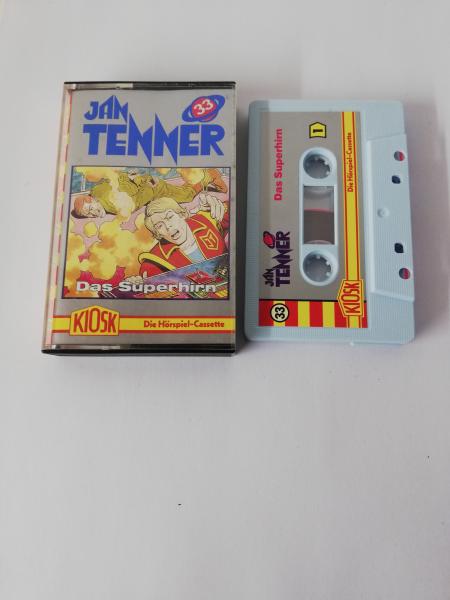 JAN
TENNER
33
Das Superhirn
KIOSK
Die Hörspiel-Cassette
33
JAN
TENNER
Das Superhirn
1
KIOSK
Die Hörspiel-Cassette